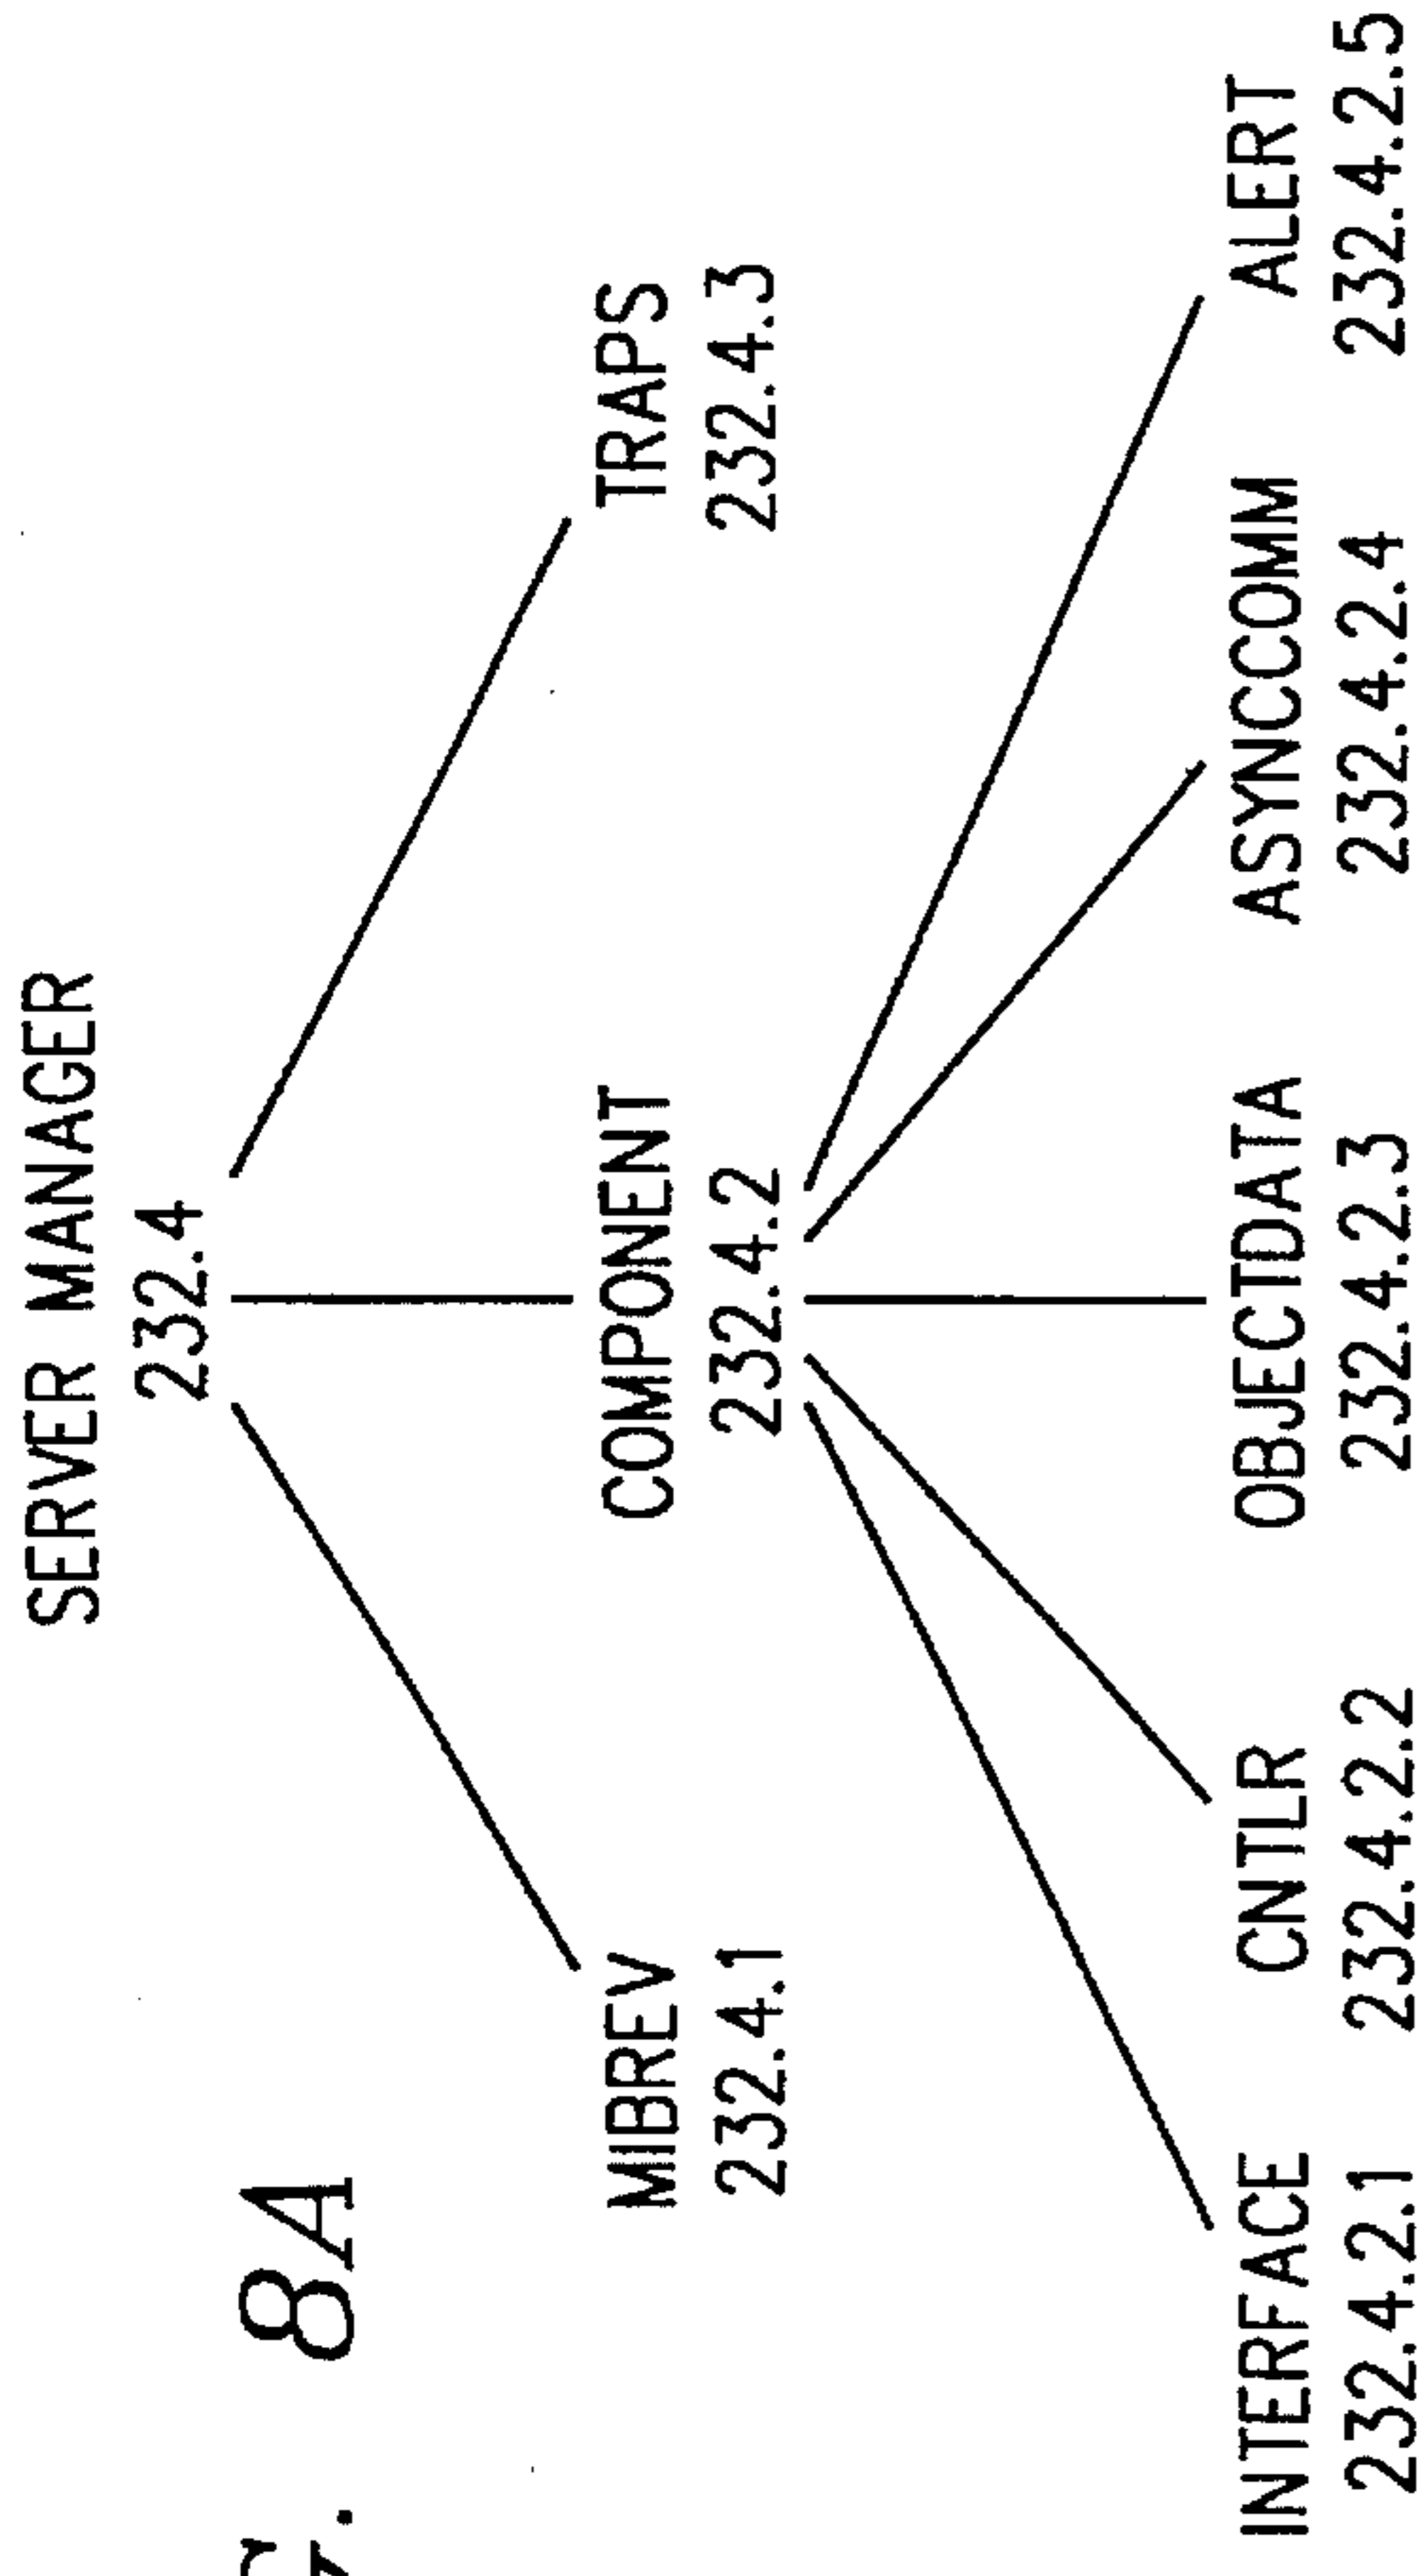 SERVER MANAGER
232.4
8A
MIBREV
232.4.1
COMPONENT
232.4.2
TRAPS
232.4.3
INTERFACE
232.4.2.1
CNTLR
232.4.2.2
OBJECTDATA
232.4.2.3
ASYNCCOMM
232.4.2.4
ALERT
232.4.2.5